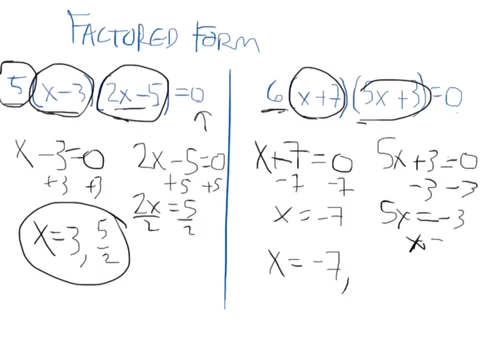 FACTORED FORM
5(x-3)(2x-5)=0
x-3=0 2x-5=0
+3 +3 +5 +5
2x/2 = 5/2
x=3, 5/2
6(x+7)(5x+3)=0
x+7=0 5x+3=0
-7 -7 -3 -3
x=-7 5x=-3
x=
x=-7,